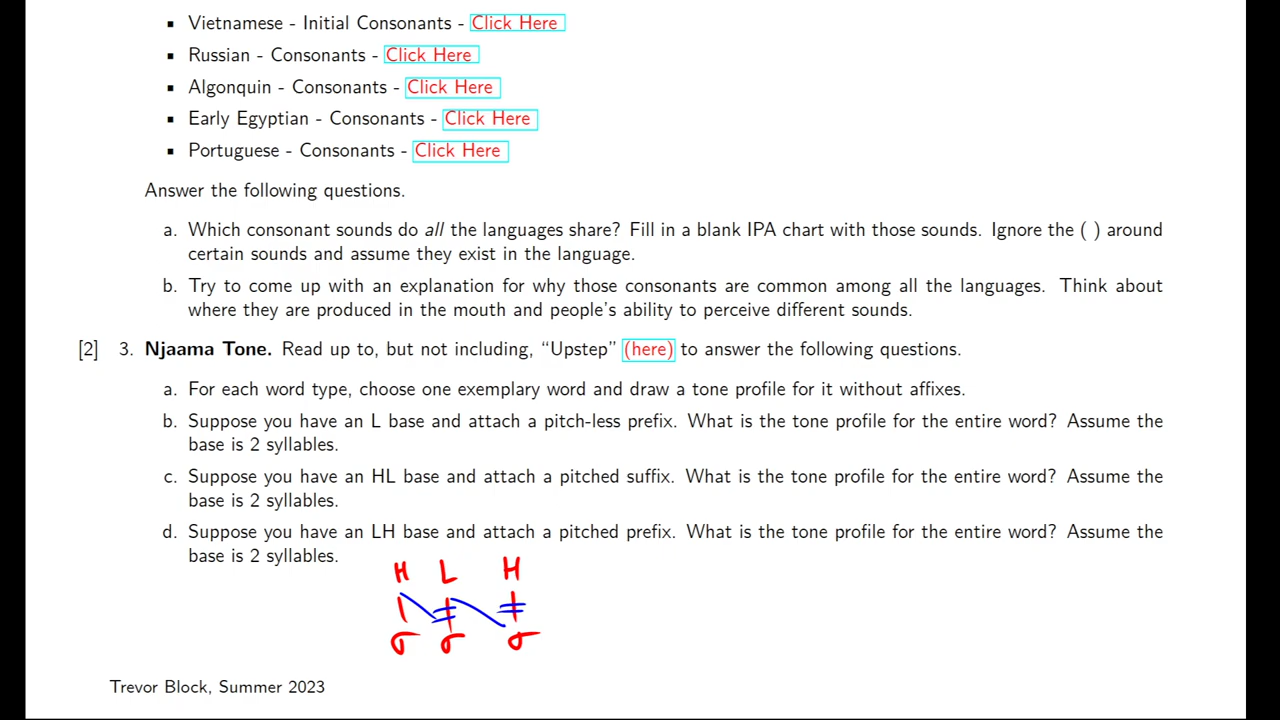 ▪ Vietnamese - Initial Consonants - Click Here
▪ Russian - Consonants - Click Here
▪ Algonquin - Consonants - Click Here
▪ Early Egyptian - Consonants - Click Here
▪ Portuguese - Consonants - Click Here
Answer the following questions.
a. Which consonant sounds do all the languages share? Fill in a blank IPA chart with those sounds. Ignore the ( ) around
certain sounds and assume they exist in the language.
b. Try to come up with an explanation for why those consonants are common among all the languages. Think about
where they are produced in the mouth and people's ability to perceive different sounds.
[2] 3. Njaama Tone. Read up to, but not including, “Upstep” (here) to answer the following questions.
a. For each word type, choose one exemplary word and draw a tone profile for it without affixes.
b. Suppose you have an L base and attach a pitch-less prefix. What is the tone profile for the entire word? Assume the
base is 2 syllables.
c. Suppose you have an HL base and attach a pitched suffix. What is the tone profile for the entire word? Assume the
base is 2 syllables.
d. Suppose you have an LH base and attach a pitched prefix. What is the tone profile for the entire word? Assume the
base is 2 syllables.
H L H
σ σ σ
Trevor Block, Summer 2023